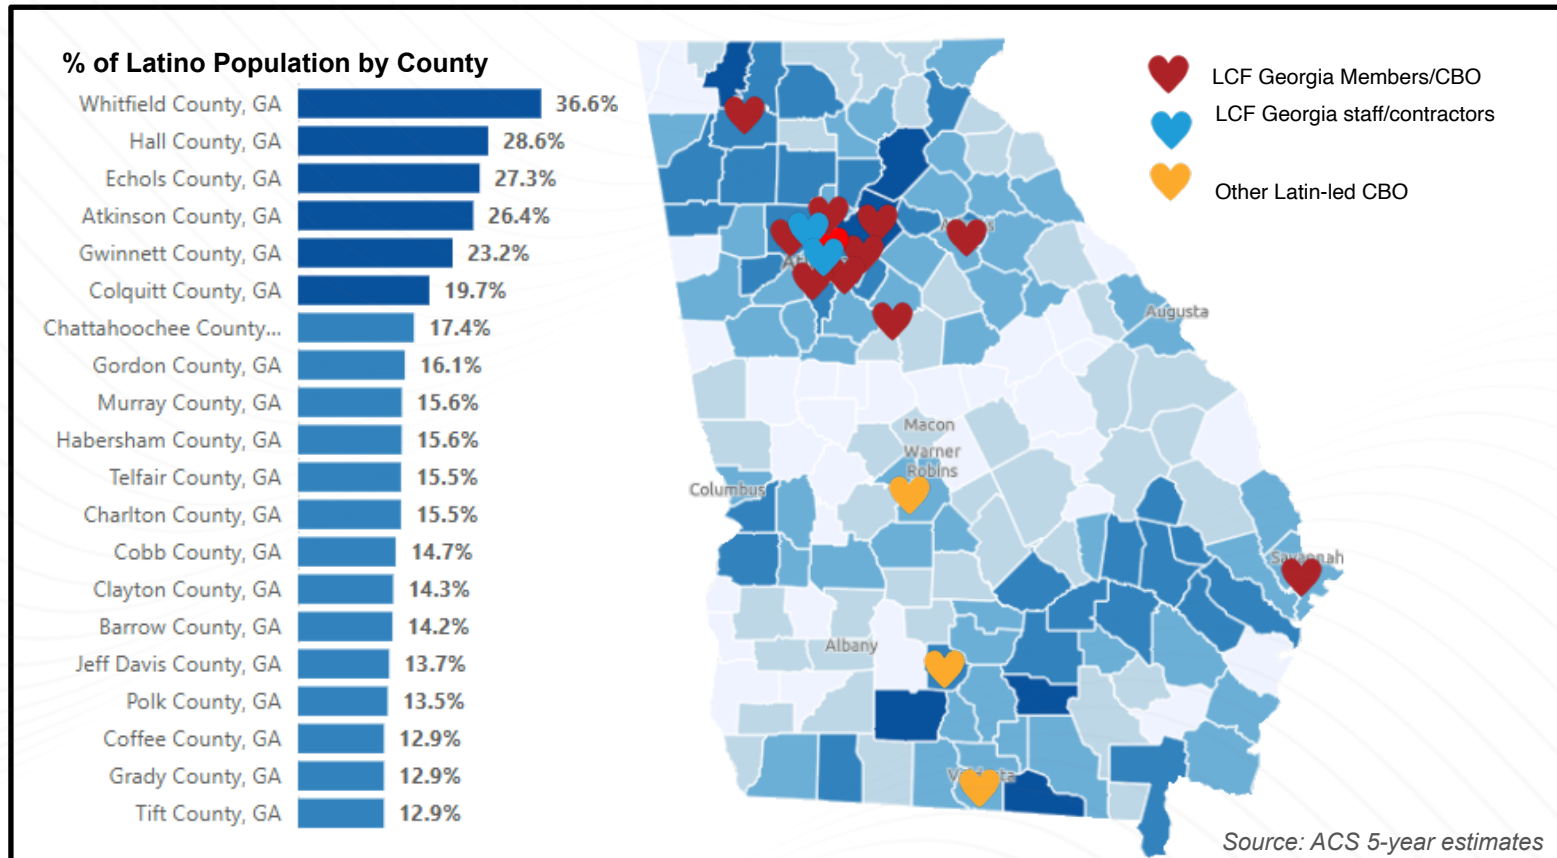 % of Latino Population by County
Whitfield County, GA 36.6%
Hall County, GA 28.6%
Echols County, GA 27.3%
Atkinson County, GA 26.4%
Gwinnett County, GA 23.2%
Colquitt County, GA 19.7%
Chattahoochee County... 17.4%
Gordon County, GA 16.1%
Murray County, GA 15.6%
Habersham County, GA 15.6%
Telfair County, GA 15.5%
Charlton County, GA 15.5%
Cobb County, GA 14.7%
Clayton County, GA 14.3%
Barrow County, GA 14.2%
Jeff Davis County, GA 13.7%
Polk County, GA 13.5%
Coffee County, GA 12.9%
Grady County, GA 12.9%
Tift County, GA 12.9%
LCF Georgia Members/CBO
LCF Georgia staff/contractors
Other Latin-led CBO
Augusta
Macon
Warner
Robins
Columbus
Savannah
Albany
Source: ACS 5-year estimates